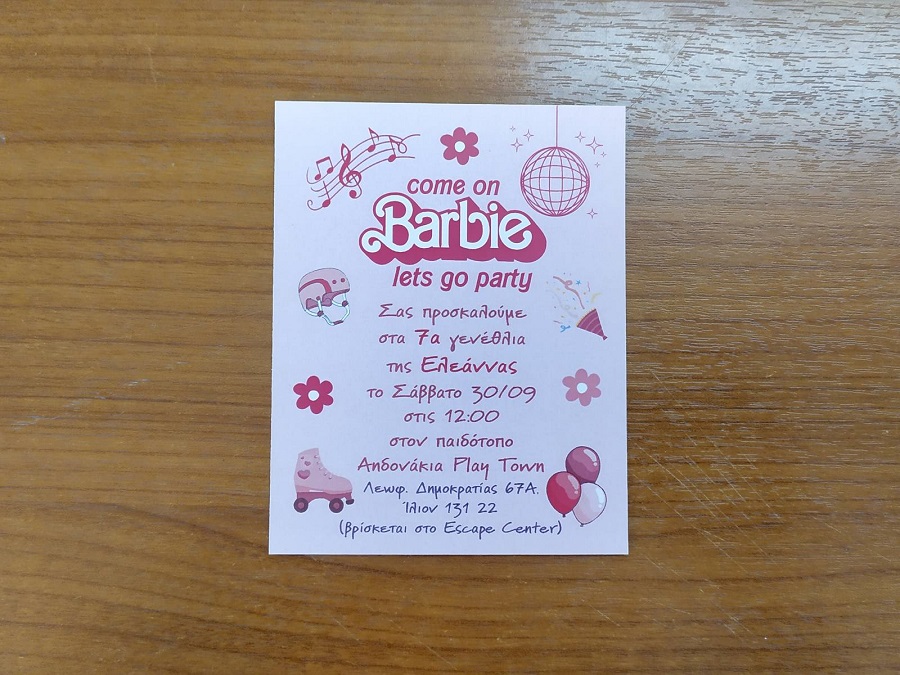 come on
Barbie
lets go party
Σας προσκαλούμε
στα 7α γενέθλια
της Ελεάννας
το Σάββατο 30/09
στις 12:00
στον παιδότοπο
Αηδονάκια Play Town
Λεωφ. Δημοκρατίας 67Α.
Ίλιον 131 22
(βρίσκεται στο Escape Center)